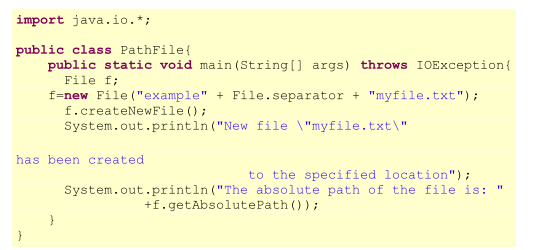 import java.io.*;
public class PathFile{
public static void main(String[] args) throws IOException{
File f;
f=new File("example" + File.separator + "myfile.txt");
f.createNewFile();
System.out.println("New file \"myfile.txt\"
has been created
to the specified location");
System.out.println("The absolute path of the file is: "
+f.getAbsolutePath());
}
}